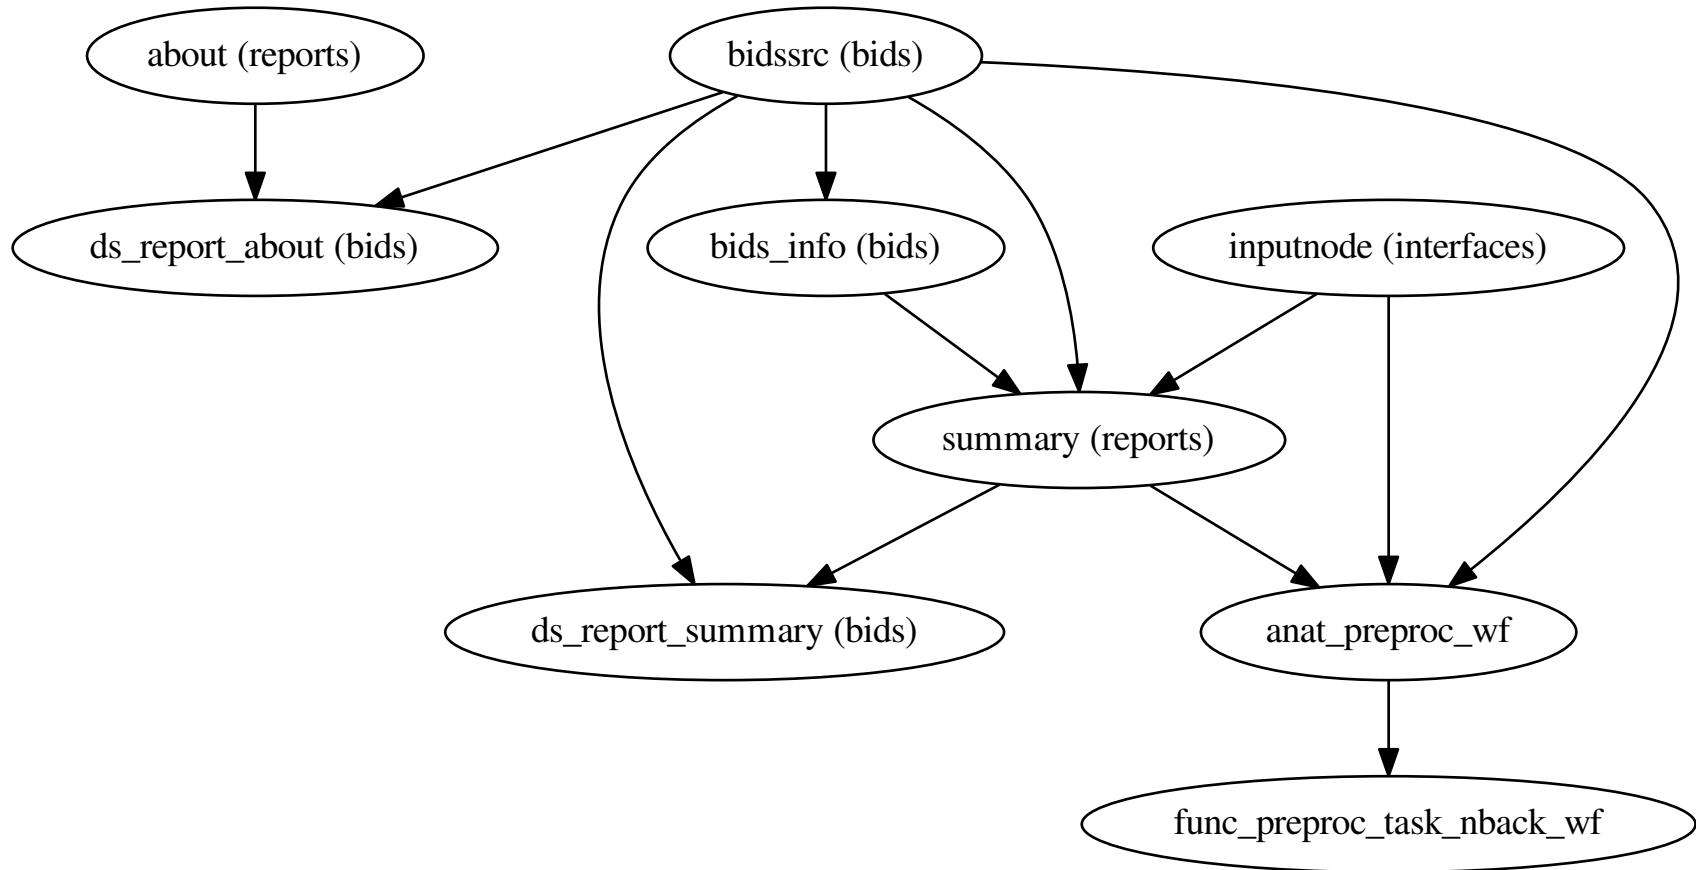 about (reports)
bidssrc (bids)
ds_report_about (bids)
bids_info (bids)
inputnode (interfaces)
summary (reports)
ds_report_summary (bids)
anat_preproc_wf
func_preproc_task_nback_wf